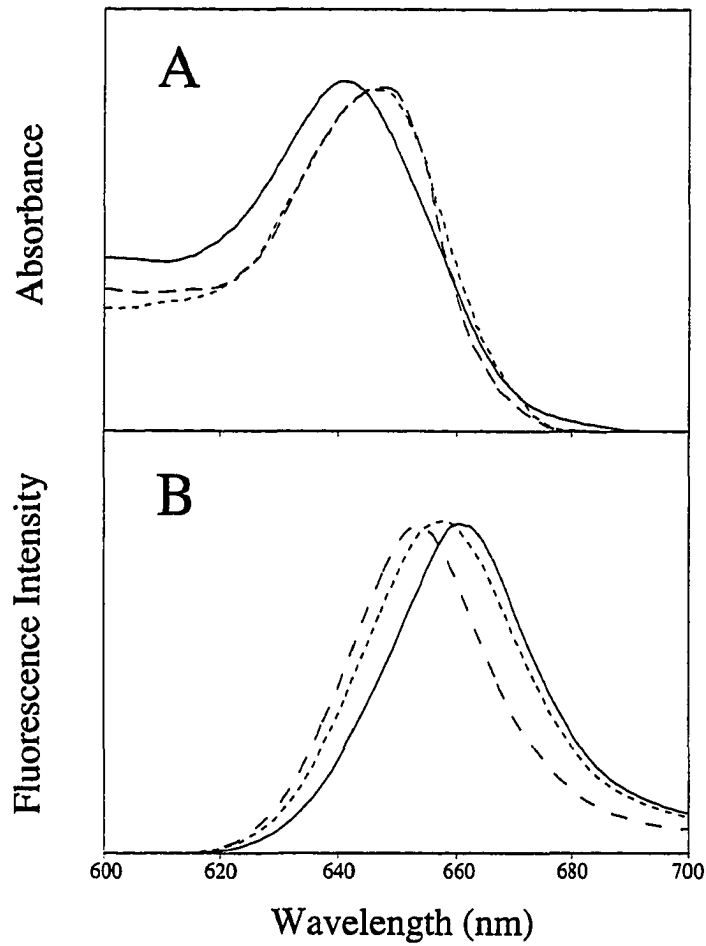 A
Absorbance
B
Fluorescence Intensity
600 620 640 660 680 700
Wavelength (nm)